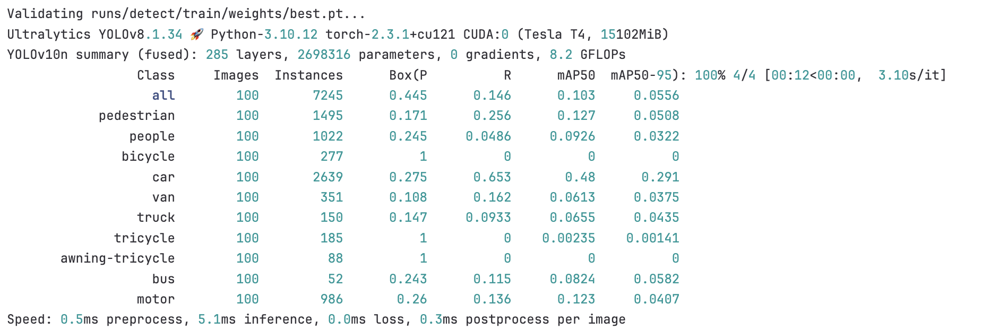 Validating runs/detect/train/weights/best.pt...
Ultralytics YOLOv8.1.34 🚀 Python-3.10.12 torch-2.3.1+cu121 CUDA:0 (Tesla T4, 15102MiB)
YOLOv10n summary (fused): 285 layers, 2698316 parameters, 0 gradients, 8.2 GFLOPs
Class Images Instances Box(P R mAP50 mAP50-95): 100% 4/4 [00:12<00:00, 3.10s/it]
all 100 7245 0.445 0.146 0.103 0.0556
pedestrian 100 1495 0.171 0.256 0.127 0.0508
people 100 1022 0.245 0.0486 0.0926 0.0322
bicycle 100 277 1 0 0 0
car 100 2639 0.275 0.653 0.48 0.291
van 100 351 0.108 0.162 0.0613 0.0375
truck 100 150 0.147 0.0933 0.0655 0.0435
tricycle 100 185 1 0 0.00235 0.00141
awning-tricycle 100 88 1 0 0 0
bus 100 52 0.243 0.115 0.0824 0.0582
motor 100 986 0.26 0.136 0.123 0.0407
Speed: 0.5ms preprocess, 5.1ms inference, 0.0ms loss, 0.3ms postprocess per image